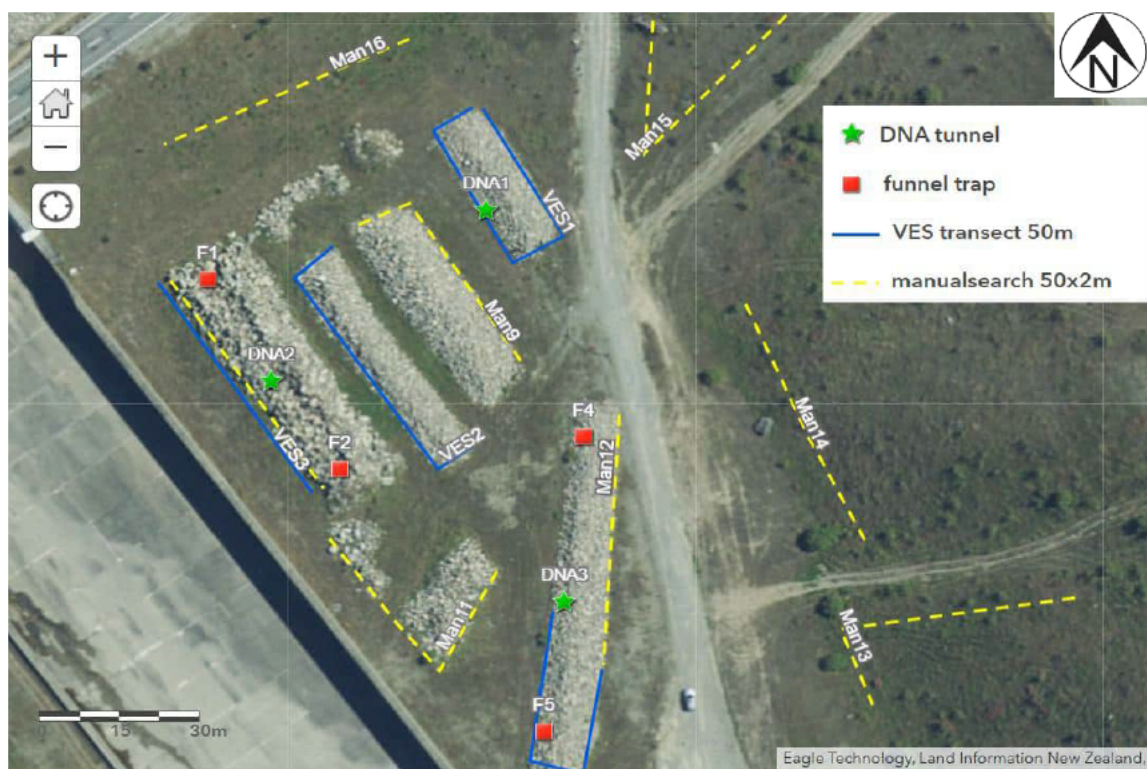 +
−
N
DNA tunnel
funnel trap
VES transect 50m
manualsearch 50x2m
Man16
Man15
DNA1
VES1
F1
Man9
DNA2
VES3
F2
VES2
F4
Man12
Man14
DNA3
Man11
Man13
F5
0 15 30m
Eagle Technology, Land Information New Zealand